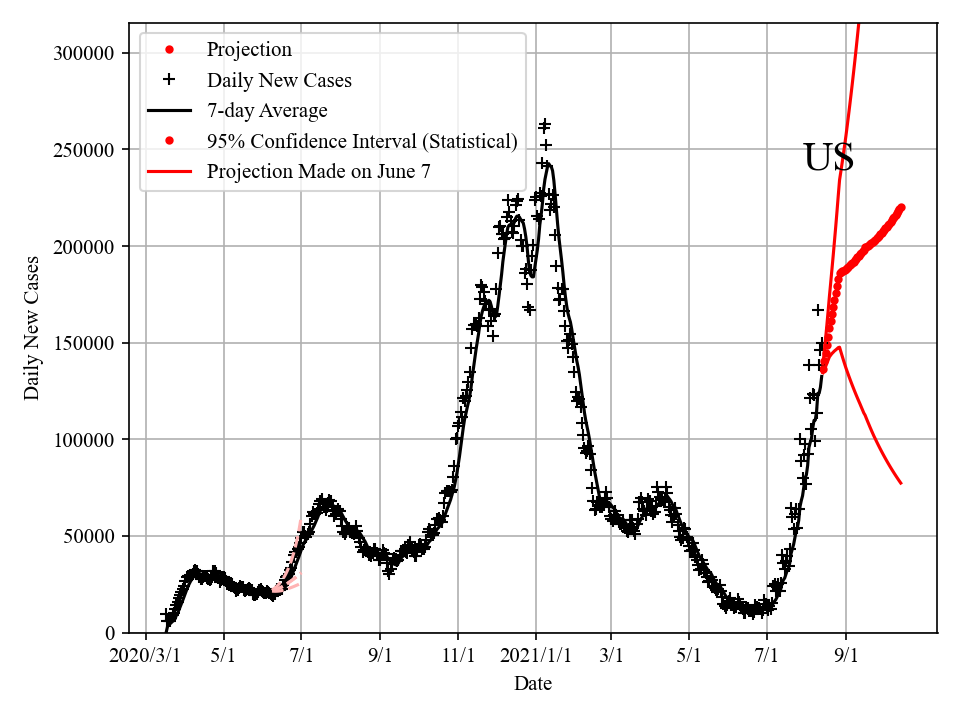 300000
250000
200000
150000
100000
50000
0
Daily New Cases
Projection
Daily New Cases
7-day Average
95% Confidence Interval (Statistical)
Projection Made on June 7
US
2020/3/1 5/1 7/1 9/1 11/1 2021/1/1 3/1 5/1 7/1 9/1
Date